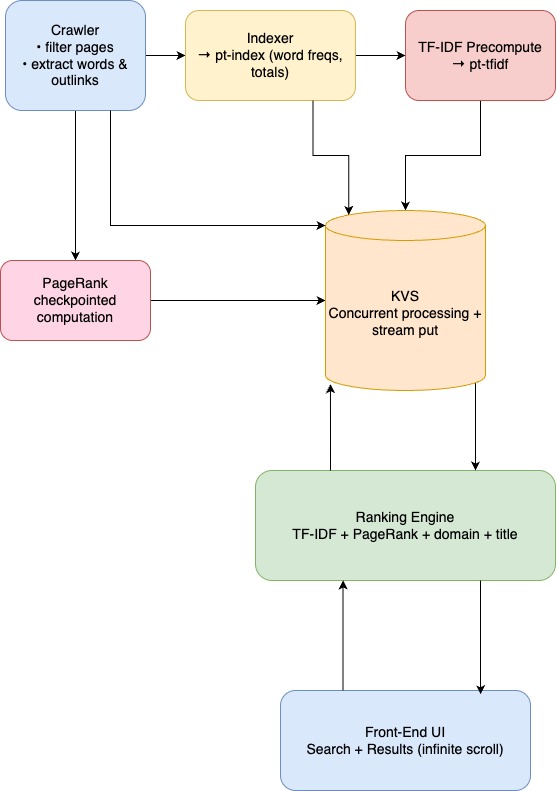 Crawler
• filter pages
• extract words &
outlinks
Indexer
→ pt-index (word freqs,
totals)
TF-IDF Precompute
→ pt-tfidf
PageRank
checkpointed
computation
KVS
Concurrent processing +
stream put
Ranking Engine
TF-IDF + PageRank + domain + title
Front-End UI
Search + Results (infinite scroll)